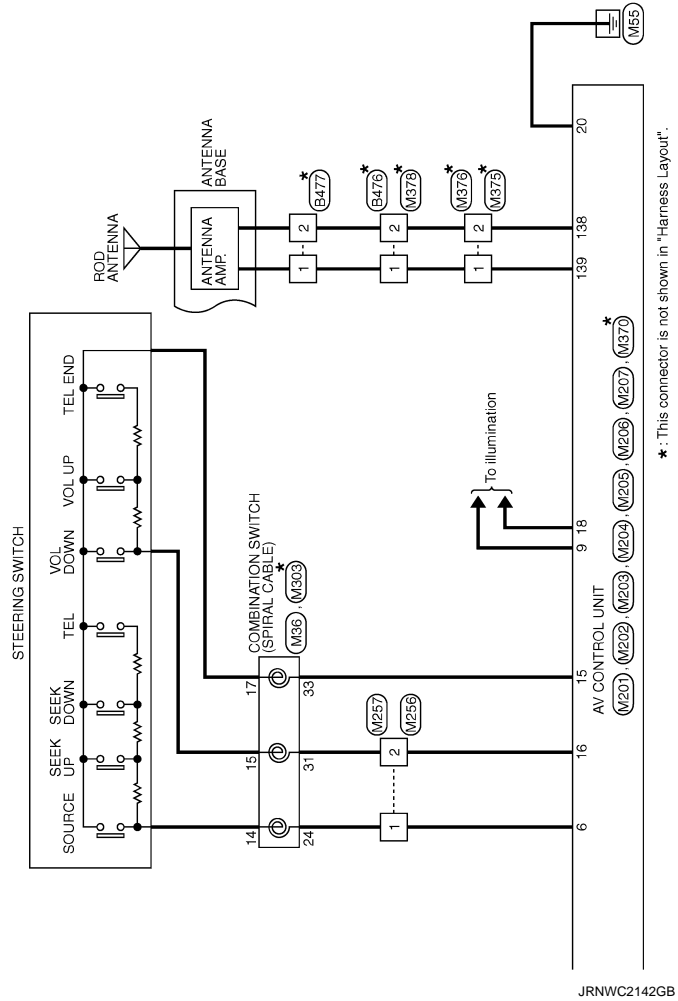 STEERING SWITCH
SOURCE
SEEK
UP
SEEK
DOWN
TEL
VOL
DOWN
VOL UP
TEL END
ROD
ANTENNA
ANTENNA
AMP.
ANTENNA
BASE
14
15
17
COMBINATION SWITCH
(SPIRAL CABLE)
M36 , M303 *
24
31
33
1
2
M257
M256
1
2
B477 *
1
2
B476 *
M378 *
1
2
M376 *
M375 *
To illumination
6
16
15
9
18
139
138
20
M55
AV CONTROL UNIT
M201 , M202 , M203 , M204 , M205 , M206 , M207 , M370 *
* : This connector is not shown in "Harness Layout".
JRNWC2142GB